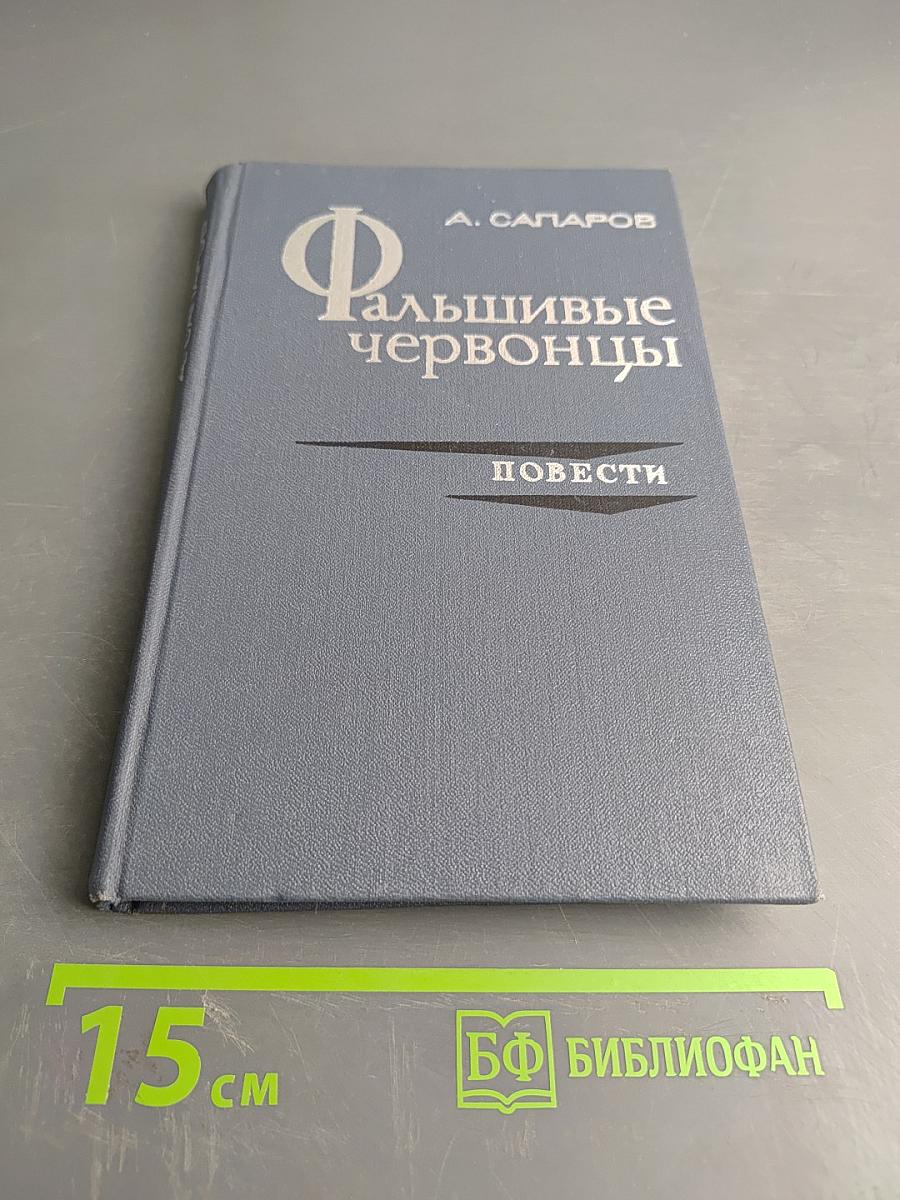 А. САПАРОВ
Фальшивые
червонцы
ПОВЕСТИ
15 см
БФ БИБЛИОФАН